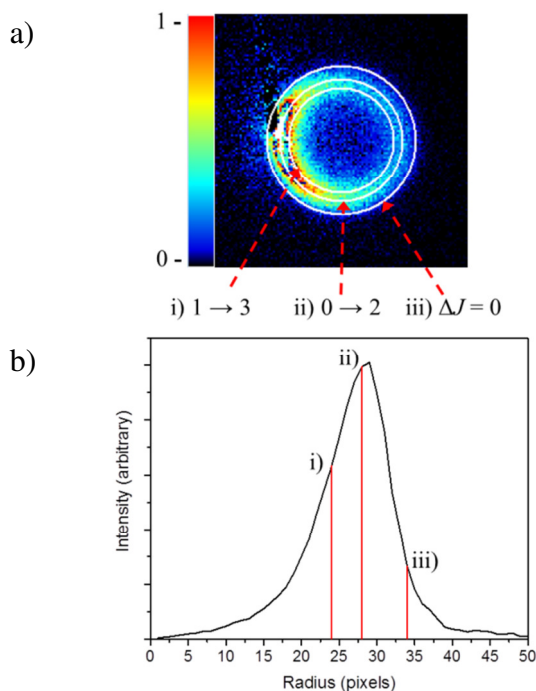 a)
1 -
0 -
i) 1 → 3 ii) 0 → 2 iii) ΔJ = 0
b)
ii)
i)
iii)
Intensity (arbitrary)
0 5 10 15 20 25 30 35 40 45 50
Radius (pixels)